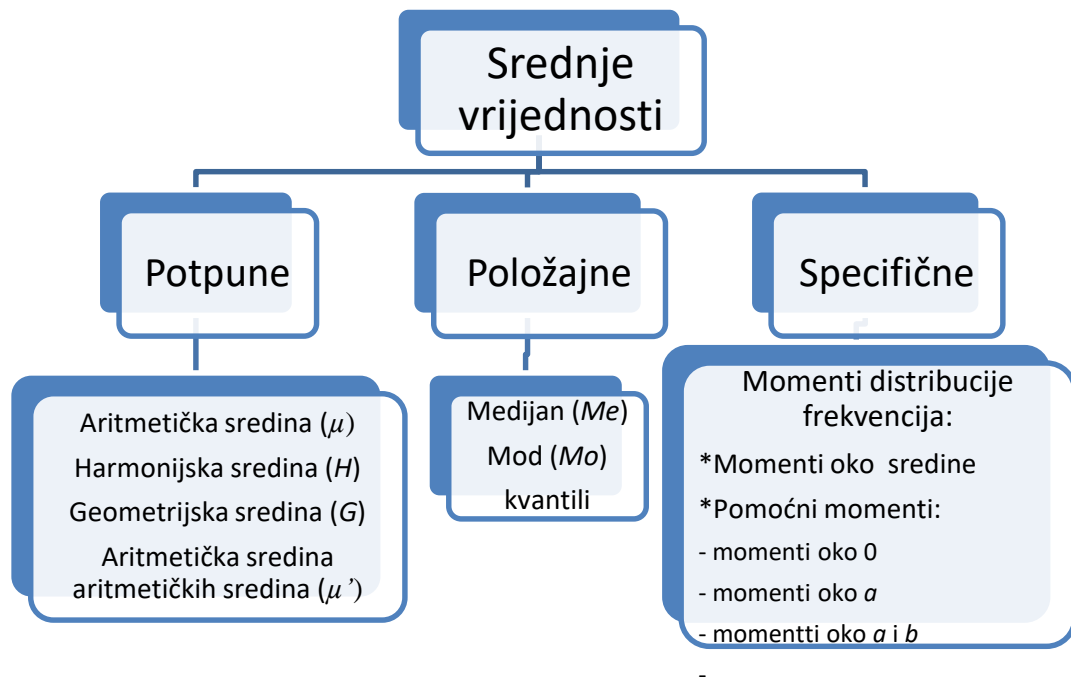 Srednje
vrijednosti
Potpune
Položajne
Specifične
Aritmetička sredina (μ)
Harmonijska sredina (H)
Geometrijska sredina (G)
Aritmetička sredina
aritmetičkih sredina (μ’)
Medijan (Me)
Mod (Mo)
kvantili
Momenti distribucije
frekvencija:
*Momenti oko sredine
*Pomoćni momenti:
- momenti oko 0
- momenti oko a
- momentti oko a i b
-